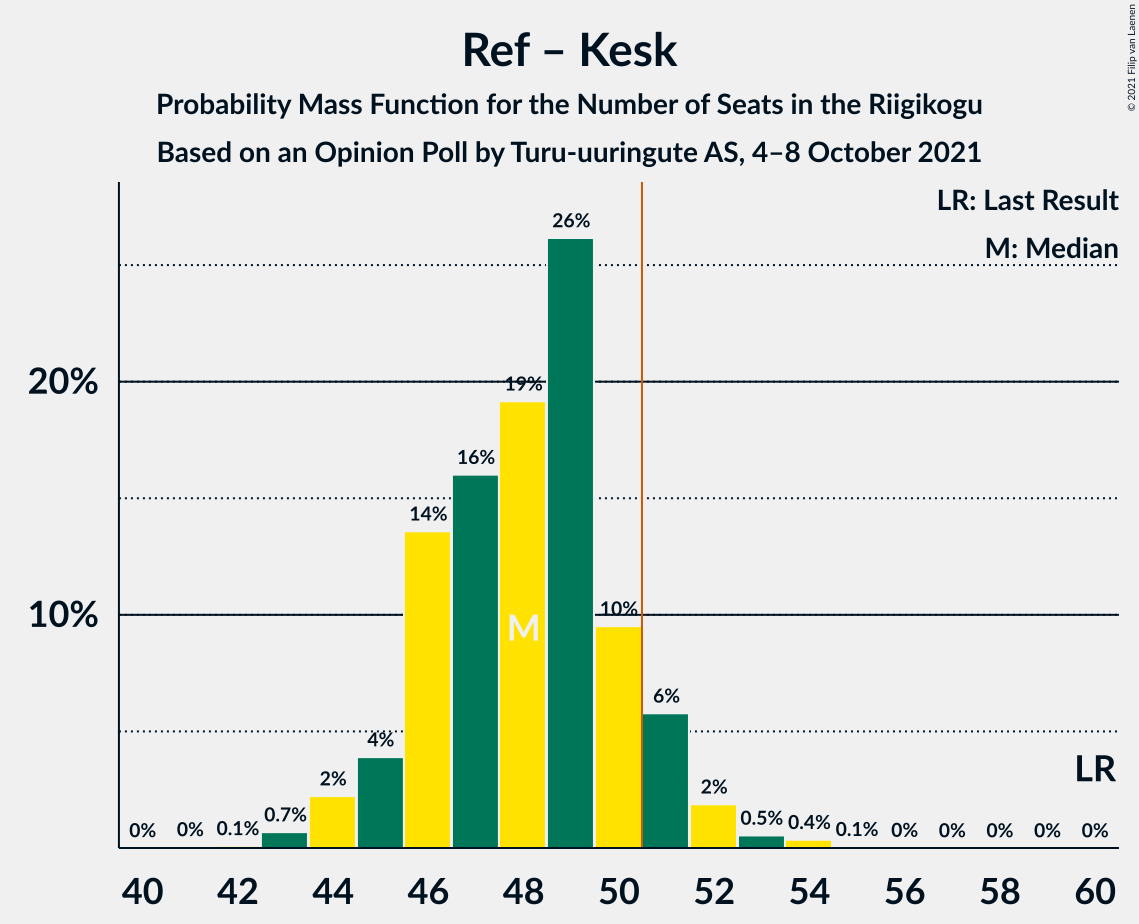 Ref – Kesk
Probability Mass Function for the Number of Seats in the Riigikogu
Based on an Opinion Poll by Turu-uuringute AS, 4–8 October 2021
© 2021 Filip van Laenen
LR: Last Result
M: Median
26%
20%
19%
16%
14%
10%
10%
M
6%
4%
LR
2%
2%
0% 0% 0.1% 0.7% 0.5% 0.4% 0.1% 0% 0% 0% 0% 0%
40 42 44 46 48 50 52 54 56 58 60